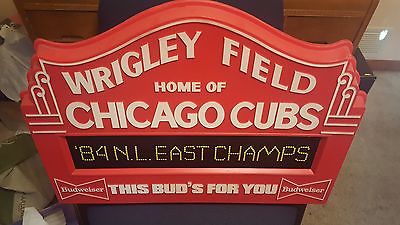 WRIGLEY FIELD
HOME OF
CHICAGO CUBS
'84 N.L. EAST CHAMPS
Budweiser THIS BUD'S FOR YOU Budweiser